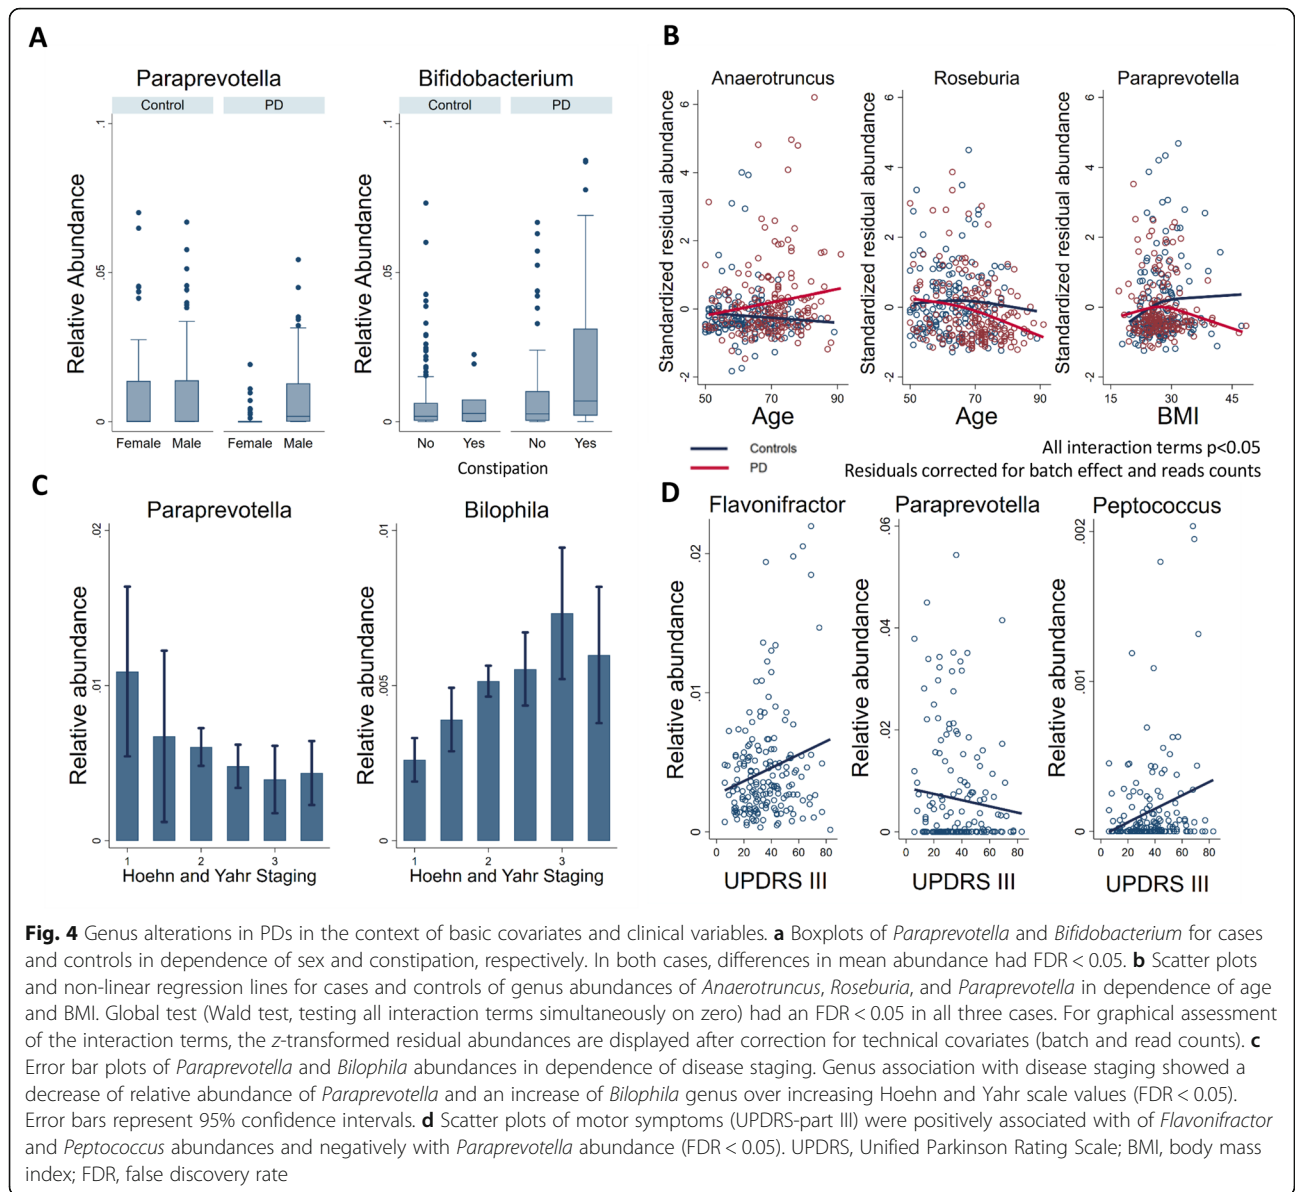 A
Paraprevotella
Control
PD
Relative Abundance
.1
.05
0
Female
Male
Female
Male
Bifidobacterium
Control
PD
Relative Abundance
.1
.05
0
No
Yes
No
Yes
Constipation
B
Anaerotruncus
Standardized residual abundance
6
4
2
0
-2
50
70
90
Age
Roseburia
Standardized residual abundance
6
4
2
0
-2
50
70
90
Age
Paraprevotella
Standardized residual abundance
6
4
2
0
-2
15
30
45
BMI
Controls
PD
All interaction terms p<0.05
Residuals corrected for batch effect and reads counts
C
Paraprevotella
Relative abundance
.02
.01
0
1
2
3
Hoehn and Yahr Staging
Bilophila
Relative abundance
.01
.005
0
1
2
3
Hoehn and Yahr Staging
D
Flavonifractor
Relative abundance
.02
.01
0
0
20
40
60
80
UPDRS III
Paraprevotella
Relative abundance
.06
.04
.02
0
0
20
40
60
80
UPDRS III
Peptococcus
Relative abundance
.002
.001
0
0
20
40
60
80
UPDRS III
Fig. 4 Genus alterations in PDs in the context of basic covariates and clinical variables. a Boxplots of Paraprevotella and Bifidobacterium for cases
and controls in dependence of sex and constipation, respectively. In both cases, differences in mean abundance had FDR < 0.05. b Scatter plots
and non-linear regression lines for cases and controls of genus abundances of Anaerotruncus, Roseburia, and Paraprevotella in dependence of age
and BMI. Global test (Wald test, testing all interaction terms simultaneously on zero) had an FDR < 0.05 in all three cases. For graphical assessment
of the interaction terms, the z-transformed residual abundances are displayed after correction for technical covariates (batch and read counts). c
Error bar plots of Paraprevotella and Bilophila abundances in dependence of disease staging. Genus association with disease staging showed a
decrease of relative abundance of Paraprevotella and an increase of Bilophila genus over increasing Hoehn and Yahr scale values (FDR < 0.05).
Error bars represent 95% confidence intervals. d Scatter plots of motor symptoms (UPDRS-part III) were positively associated with of Flavonifractor
and Peptococcus abundances and negatively with Paraprevotella abundance (FDR < 0.05). UPDRS, Unified Parkinson Rating Scale; BMI, body mass
index; FDR, false discovery rate